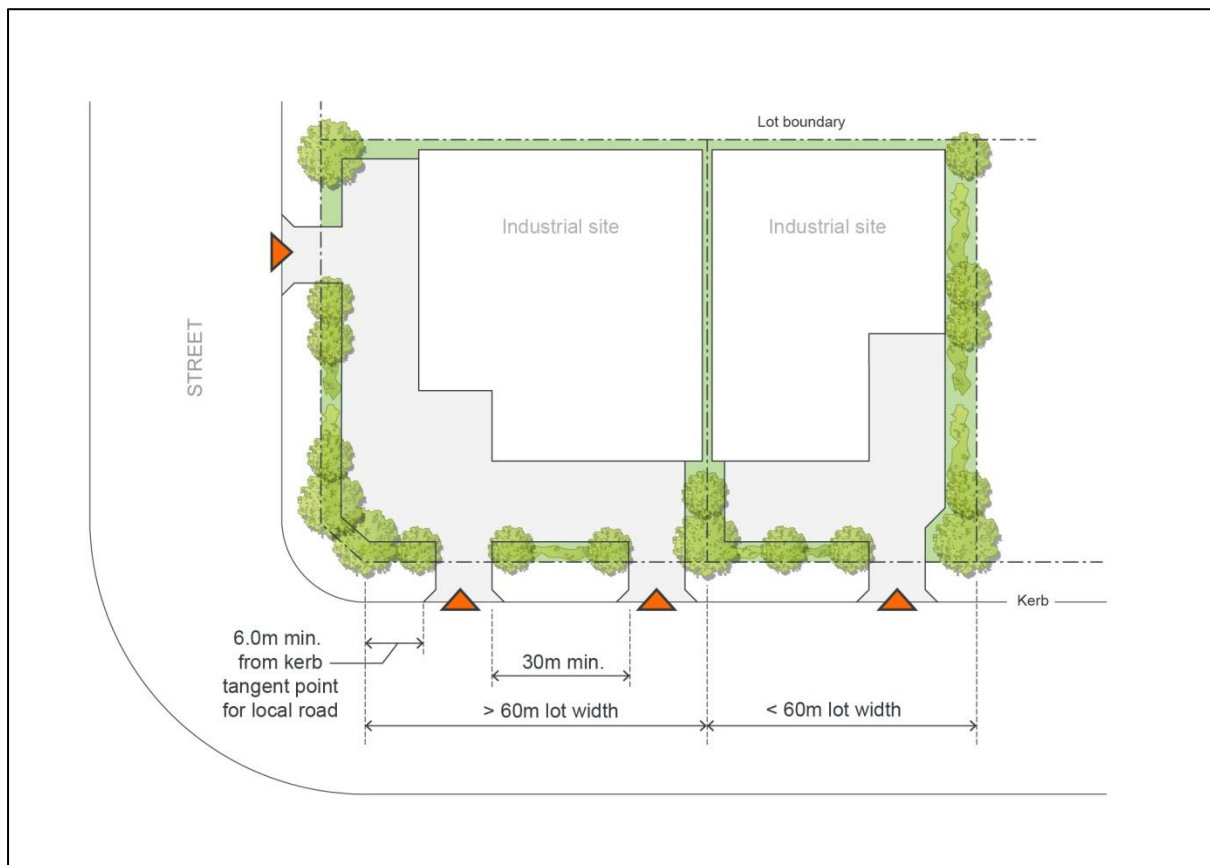 Lot boundary
Industrial site
Industrial site
STREET
Kerb
6.0m min.
from kerb
tangent point
for local road
30m min.
> 60m lot width
< 60m lot width